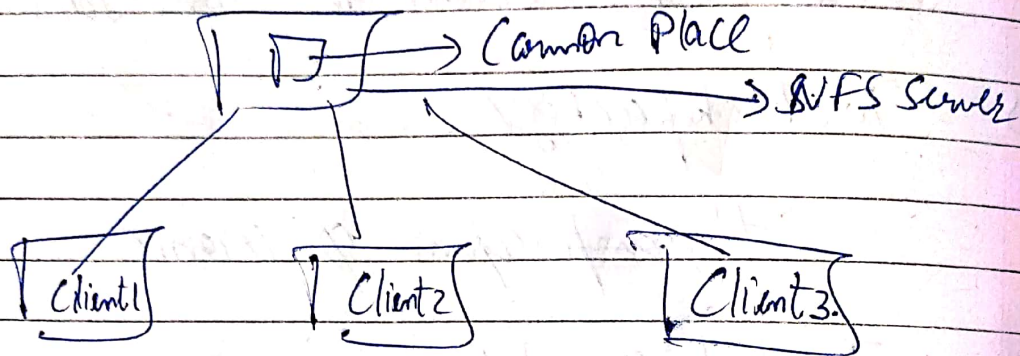 Common Place
NFS Server
Client1
Client2
Client3.